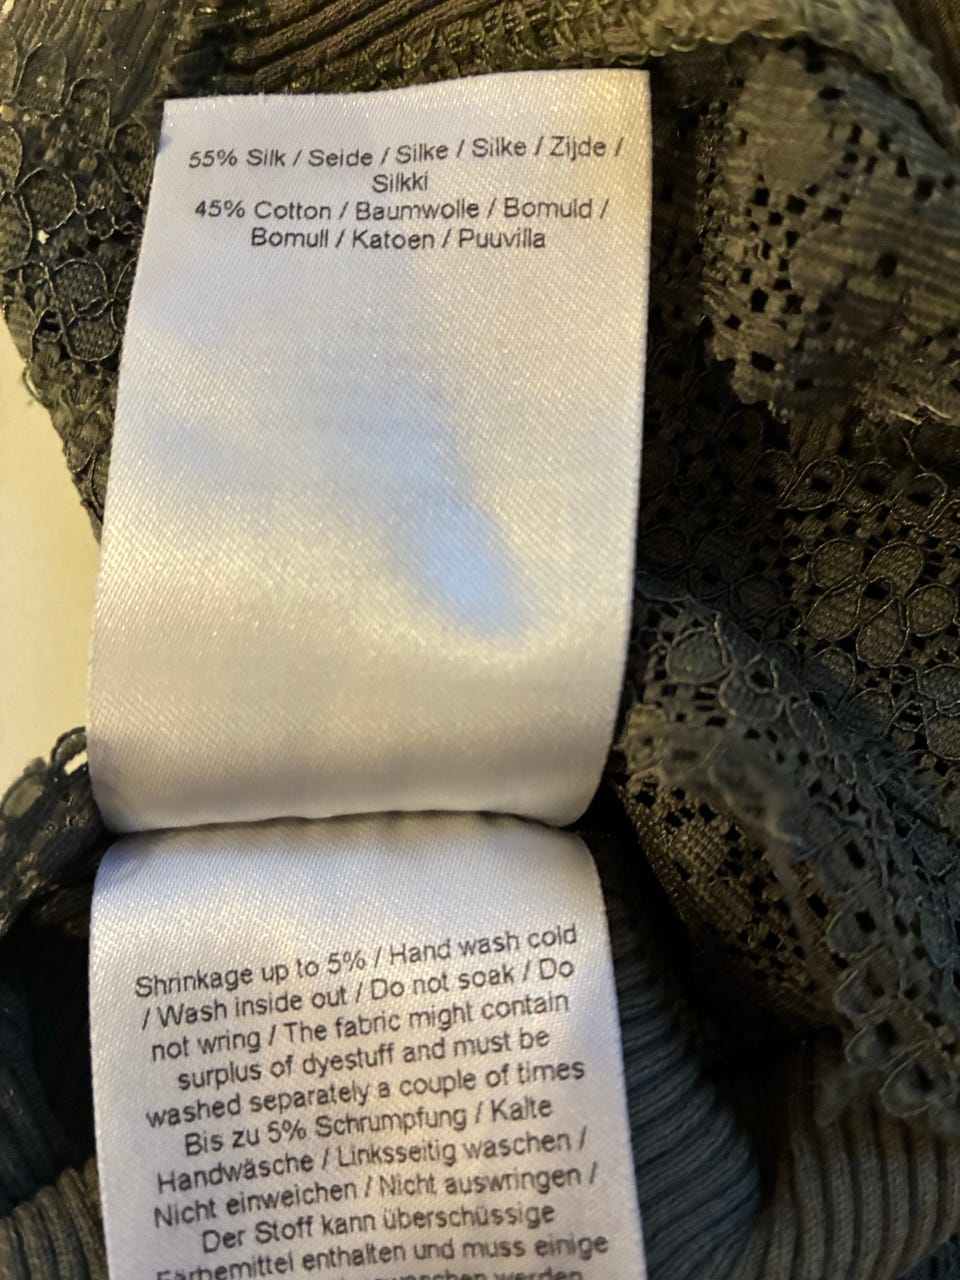 55% Silk / Seide / Silke / Silke / Zijde /
Silkki
45% Cotton / Baumwolle / Bomuld /
Bomull / Katoen / Puuvilla
Shrinkage up to 5% / Hand wash cold
/ Wash inside out / Do not soak / Do
not wring / The fabric might contain
surplus of dyestuff and must be
washed separately a couple of times
Bis zu 5% Schrumpfung / Kalte
Handwäsche / Linksseitig waschen /
Nicht einweichen / Nicht auswringen /
Der Stoff kann überschüssige
Färbemittel enthalten und muss einige
werden